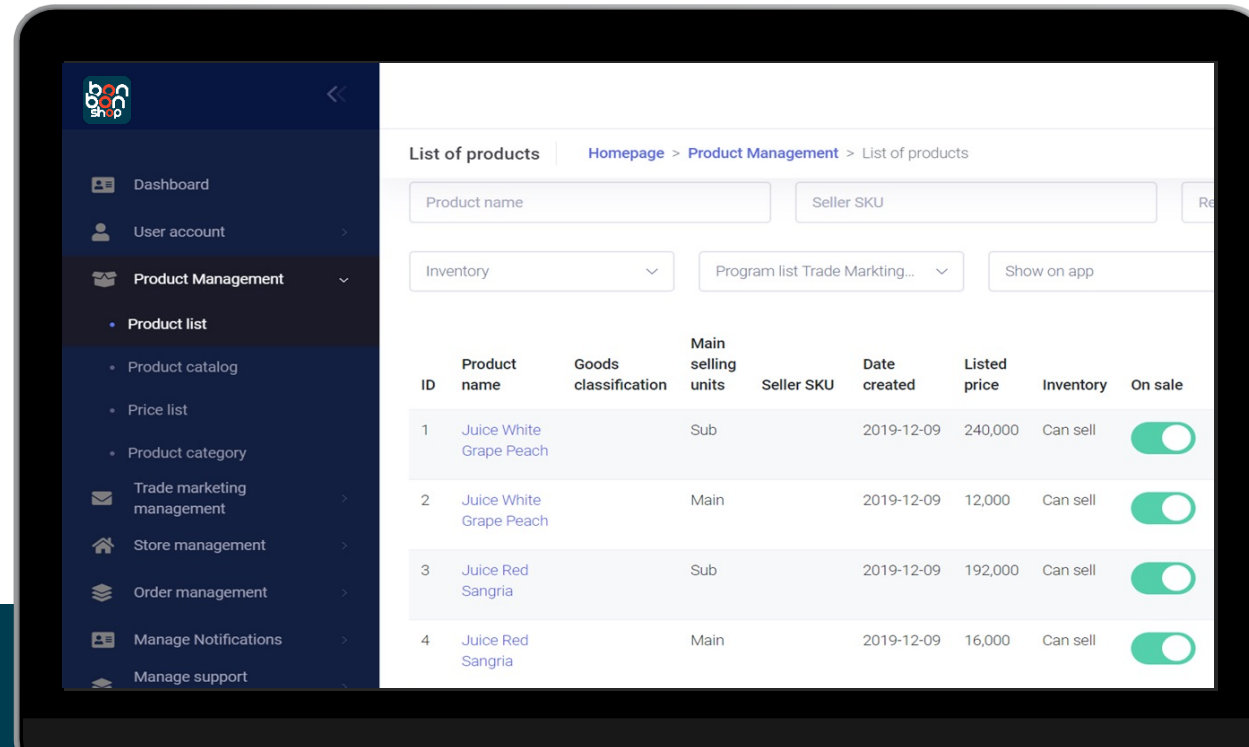 bon
bon
shop
Dashboard
User account
Product Management
Product list
Product catalog
Price list
Product category
Trade marketing
management
Store management
Order management
Manage Notifications
Manage support
List of products
Homepage > Product Management > List of products
Product name
Seller SKU
Re
Inventory
Program list Trade Markting...
Show on app
ID
Product
name
Goods
classification
Main
selling
units
Seller SKU
Date
created
Listed
price
Inventory
On sale
1
Juice White
Grape Peach
Sub
2019-12-09
240,000
Can sell
2
Juice White
Grape Peach
Main
2019-12-09
12,000
Can sell
3
Juice Red
Sangria
Sub
2019-12-09
192,000
Can sell
4
Juice Red
Sangria
Main
2019-12-09
16,000
Can sell